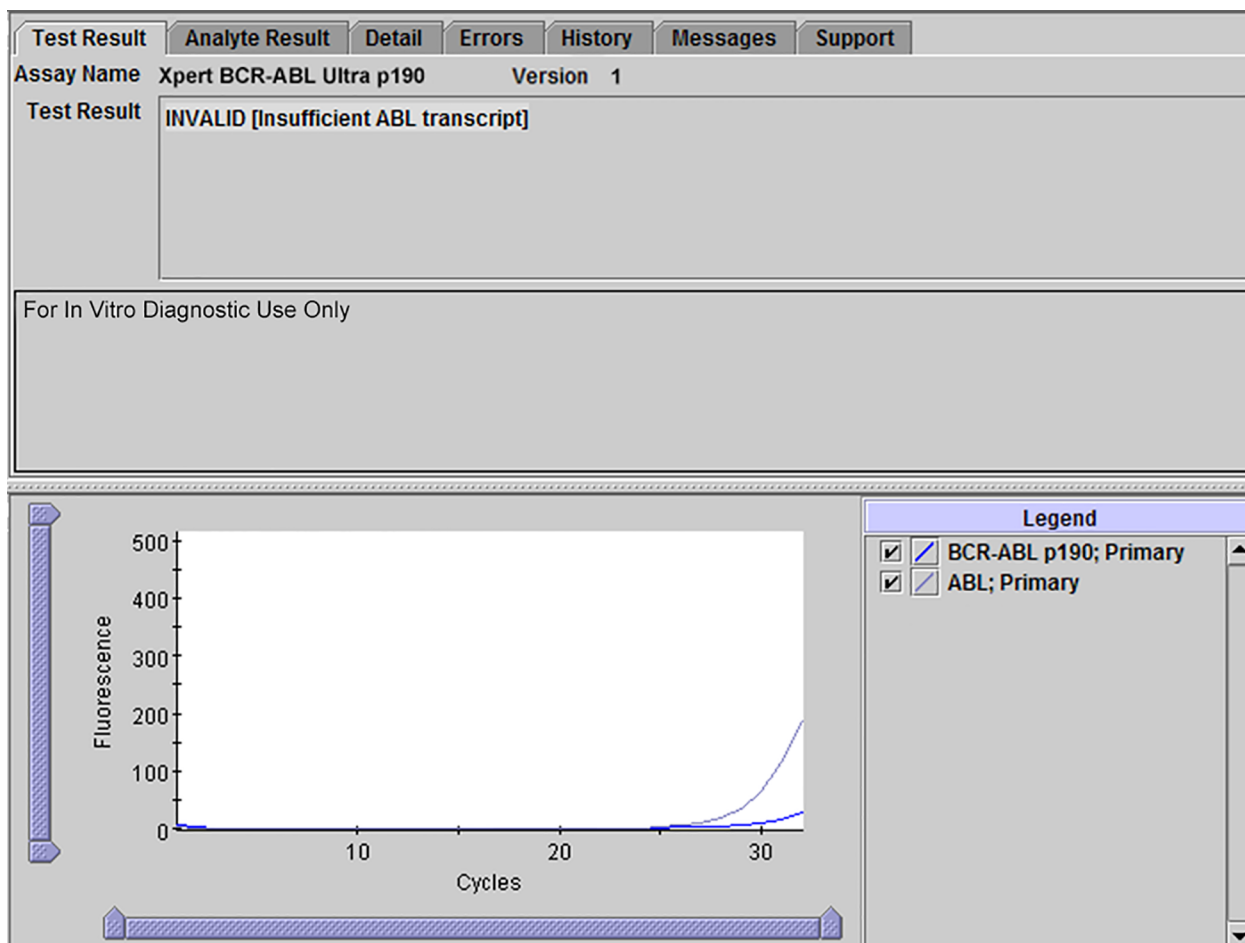 Test Result Analyte Result Detail Errors History Messages Support
Assay Name Xpert BCR-ABL Ultra p190 Version 1
Test Result INVALID [Insufficient ABL transcript]
For In Vitro Diagnostic Use Only
Legend
BCR-ABL p190; Primary
ABL; Primary
Fluorescence
500
400
300
200
100
0
10 20 30
Cycles